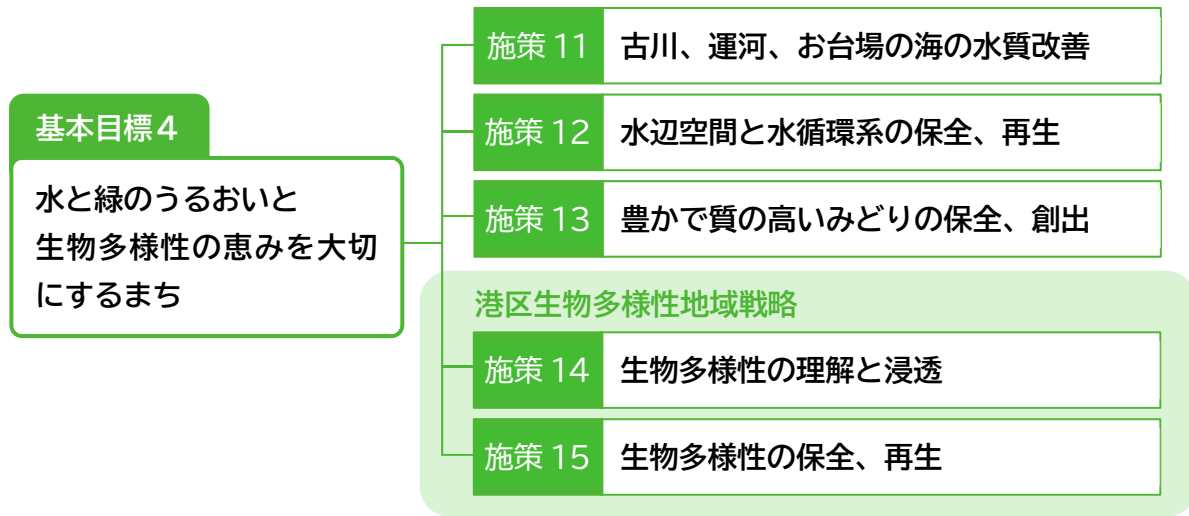 基本目標4
水と緑のうるおいと
生物多様性の恵みを大切
にするまち
施策 11 古川、運河、お台場の海の水質改善
施策 12 水辺空間と水循環系の保全、再生
施策 13 豊かで質の高いみどりの保全、創出
港区生物多様性地域戦略
施策 14 生物多様性の理解と浸透
施策 15 生物多様性の保全、再生